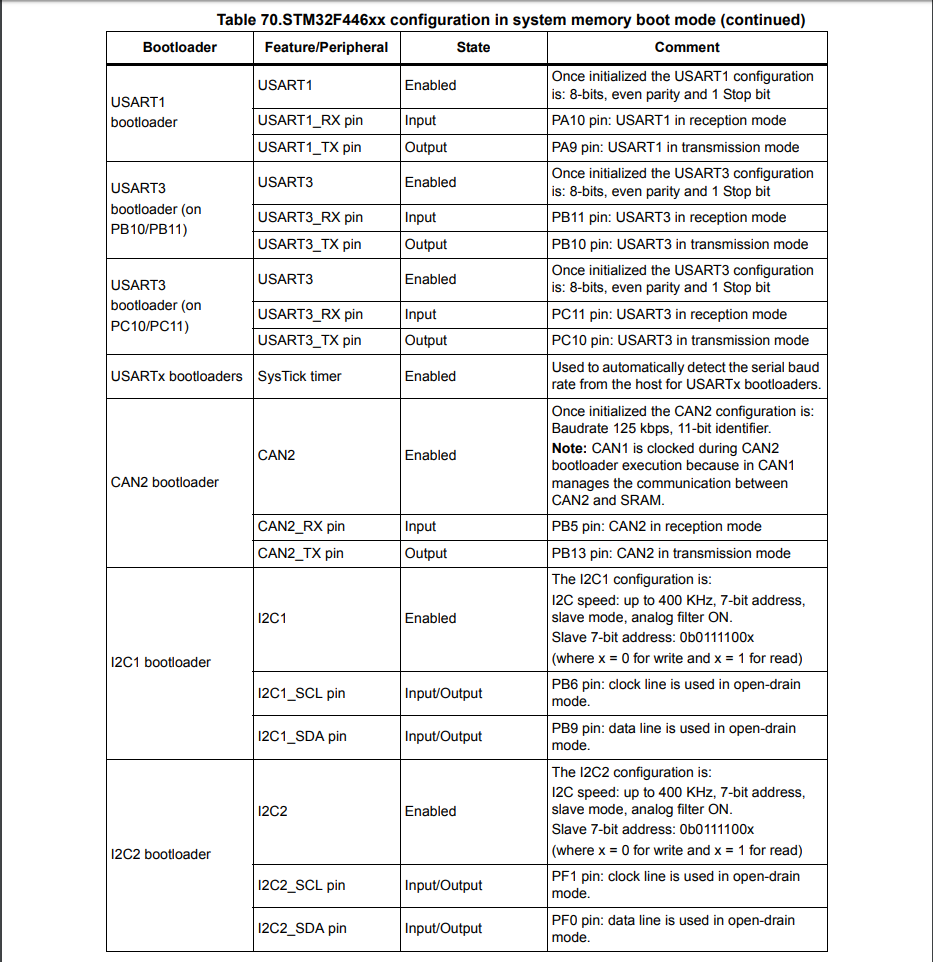 Table 70.STM32F446xx configuration in system memory boot mode (continued)
Bootloader Feature/Peripheral State Comment
USART1
bootloader
USART1 Enabled Once initialized the USART1 configuration
is: 8-bits, even parity and 1 Stop bit
USART1_RX pin Input PA10 pin: USART1 in reception mode
USART1_TX pin Output PA9 pin: USART1 in transmission mode
USART3
bootloader (on
PB10/PB11)
USART3 Enabled Once initialized the USART3 configuration
is: 8-bits, even parity and 1 Stop bit
USART3_RX pin Input PB11 pin: USART3 in reception mode
USART3_TX pin Output PB10 pin: USART3 in transmission mode
USART3
bootloader (on
PC10/PC11)
USART3 Enabled Once initialized the USART3 configuration
is: 8-bits, even parity and 1 Stop bit
USART3_RX pin Input PC11 pin: USART3 in reception mode
USART3_TX pin Output PC10 pin: USART3 in transmission mode
USARTx bootloaders SysTick timer Enabled Used to automatically detect the serial baud
rate from the host for USARTx bootloaders.
CAN2 bootloader
CAN2 Enabled Once initialized the CAN2 configuration is:
Baudrate 125 kbps, 11-bit identifier.
Note: CAN1 is clocked during CAN2
bootloader execution because in CAN1
manages the communication between
CAN2 and SRAM.
CAN2_RX pin Input PB5 pin: CAN2 in reception mode
CAN2_TX pin Output PB13 pin: CAN2 in transmission mode
I2C1 bootloader
I2C1 Enabled The I2C1 configuration is:
I2C speed: up to 400 KHz, 7-bit address,
slave mode, analog filter ON.
Slave 7-bit address: 0b0111100x
(where x = 0 for write and x = 1 for read)
I2C1_SCL pin Input/Output PB6 pin: clock line is used in open-drain
mode.
I2C1_SDA pin Input/Output PB9 pin: data line is used in open-drain
mode.
I2C2 bootloader
I2C2 Enabled The I2C2 configuration is:
I2C speed: up to 400 KHz, 7-bit address,
slave mode, analog filter ON.
Slave 7-bit address: 0b0111100x
(where x = 0 for write and x = 1 for read)
I2C2_SCL pin Input/Output PF1 pin: clock line is used in open-drain
mode.
I2C2_SDA pin Input/Output PF0 pin: data line is used in open-drain
mode.